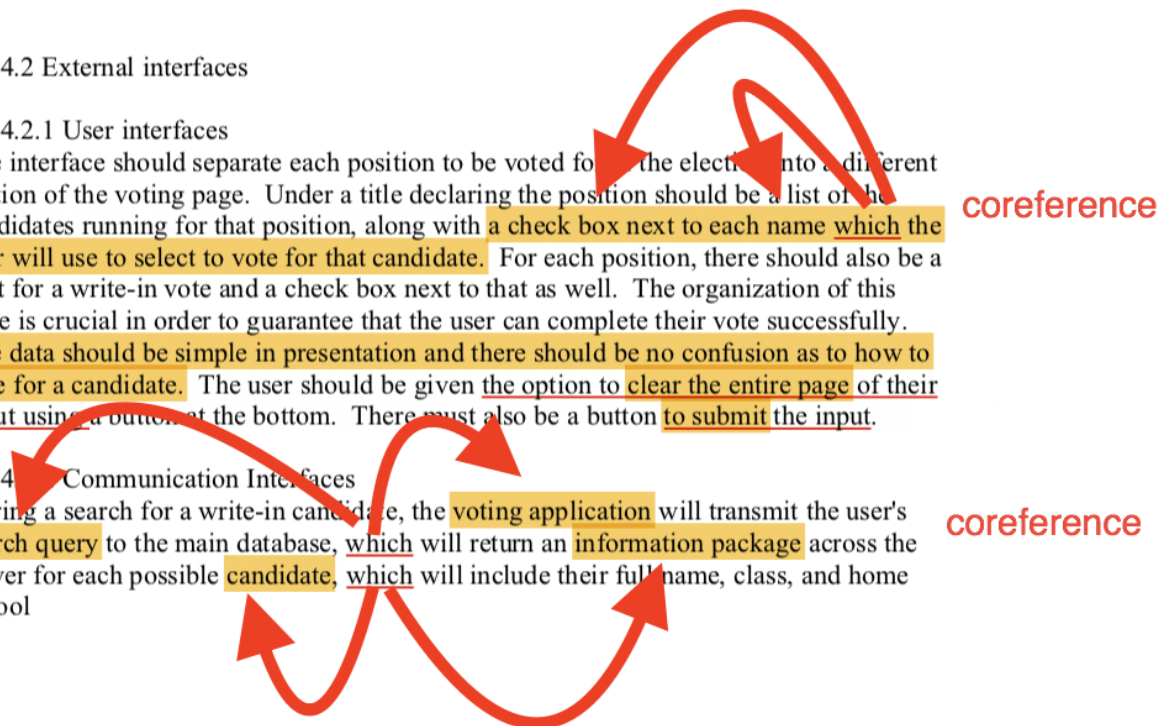 4.2 External interfaces
4.2.1 User interfaces
interface should separate each position to be voted fo the elect nto a different
ion of the voting page. Under a title declaring the position should be a list of the
didates running for that position, along with a check box next to each name which the
r will use to select to vote for that candidate. For each position, there should also be a
t for a write-in vote and a check box next to that as well. The organization of this
e is crucial in order to guarantee that the user can complete their vote successfully.
data should be simple in presentation and there should be no confusion as to how to
e for a candidate. The user should be given the option to clear the entire page of their
ut using a button at the bottom. There must also be a button to submit the input.
4 Communication Interfaces
ing a search for a write-in candidate, the voting application will transmit the user's
rch query to the main database, which will return an information package across the
ver for each possible candidate, which will include their full name, class, and home
ool
coreference
coreference